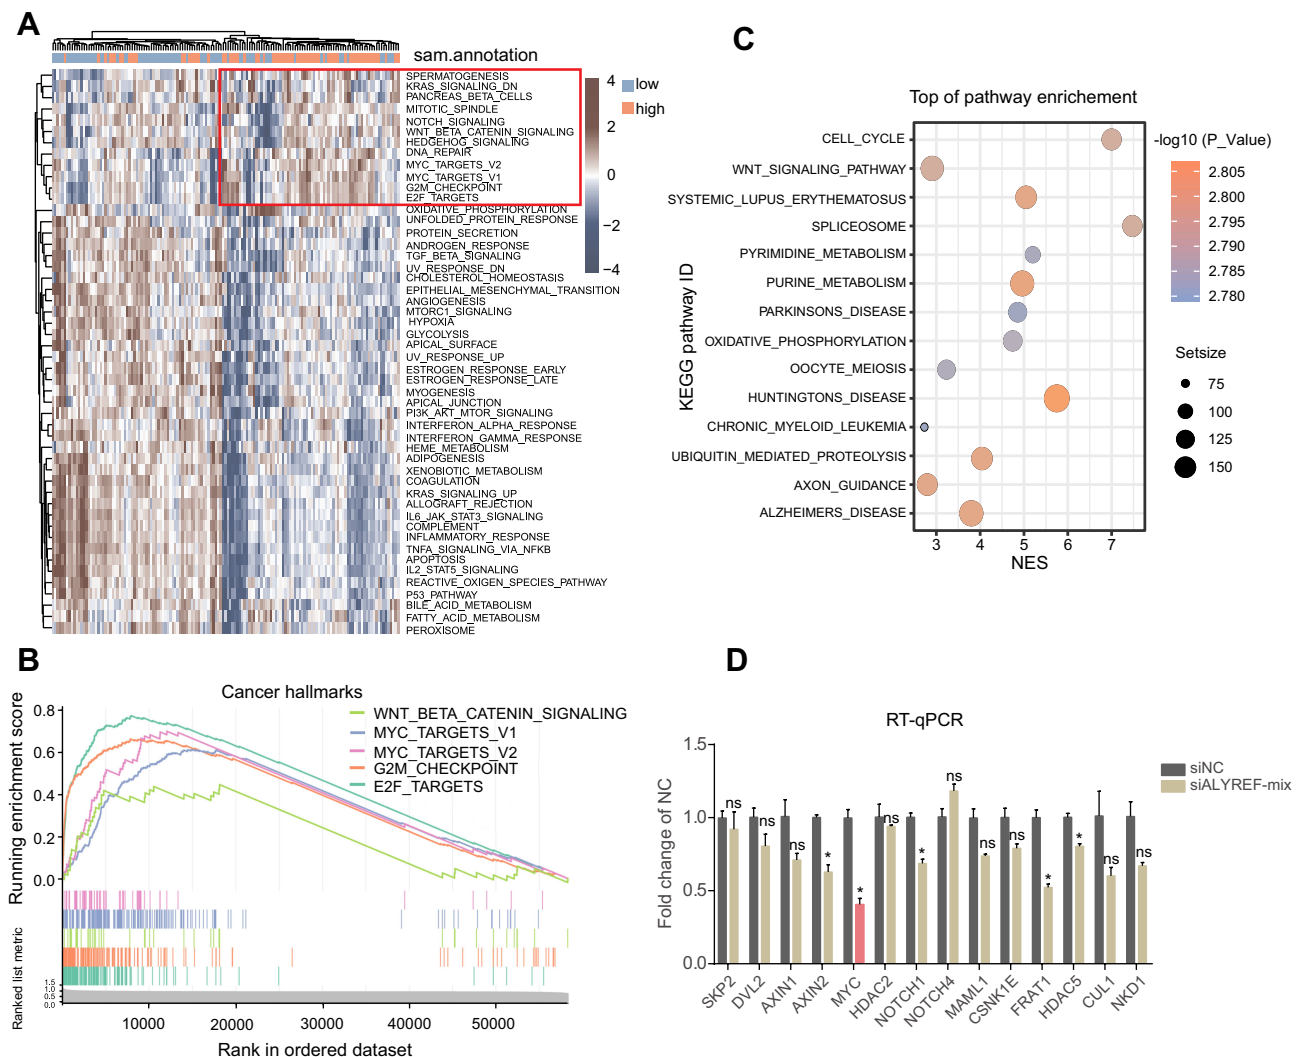 A
sam.annotation
low
high
4
2
0
−2
−4
SPERMATOGENESIS
KRAS_SIGNALING_DN
PANCREAS_BETA_CELLS
MITOTIC_SPINDLE
NOTCH_SIGNALING
WNT_BETA_CATENIN_SIGNALING
HEDGEHOG_SIGNALING
DNA_REPAIR
MYC_TARGETS_V2
MYC_TARGETS_V1
G2M_CHECKPOINT
E2F_TARGETS
OXIDATIVE_PHOSPHORYLATION
UNFOLDED_PROTEIN_RESPONSE
PROTEIN_SECRETION
ANDROGEN_RESPONSE
TGF_BETA_SIGNALING
UV_RESPONSE_DN
CHOLESTEROL_HOMEOSTASIS
EPITHELIAL_MESENCHYMAL_TRANSITION
ANGIOGENESIS
MTORC1_SIGNALING
HYPOXIA
GLYCOLYSIS
APICAL_SURFACE
UV_RESPONSE_UP
ESTROGEN_RESPONSE_EARLY
ESTROGEN_RESPONSE_LATE
MYOGENESIS
APICAL_JUNCTION
PI3K_AKT_MTOR_SIGNALING
INTERFERON_ALPHA_RESPONSE
INTERFERON_GAMMA_RESPONSE
HEME_METABOLISM
ADIPOGENESIS
XENOBIOTIC_METABOLISM
COAGULATION
KRAS_SIGNALING_UP
ALLOGRAFT_REJECTION
IL6_JAK_STAT3_SIGNALING
COMPLEMENT
INFLAMMATORY_RESPONSE
TNFA_SIGNALING_VIA_NFKB
APOPTOSIS
IL2_STAT5_SIGNALING
REACTIVE_OXIGEN_SPECIES_PATHWAY
P53_PATHWAY
BILE_ACID_METABOLISM
FATTY_ACID_METABOLISM
PEROXISOME
B
Cancer hallmarks
WNT_BETA_CATENIN_SIGNALING
MYC_TARGETS_V1
MYC_TARGETS_V2
G2M_CHECKPOINT
E2F_TARGETS
Running enrichment score
0.8
0.6
0.4
0.2
0.0
Ranked list metric
1.5
1.0
0.5
0.0
10000 20000 30000 40000 50000
Rank in ordered dataset
C
Top of pathway enrichement
KEGG pathway ID
CELL_CYCLE
WNT_SIGNALING_PATHWAY
SYSTEMIC_LUPUS_ERYTHEMATOSUS
SPLICEOSOME
PYRIMIDINE_METABOLISM
PURINE_METABOLISM
PARKINSONS_DISEASE
OXIDATIVE_PHOSPHORYLATION
OOCYTE_MEIOSIS
HUNTINGTONS_DISEASE
CHRONIC_MYELOID_LEUKEMIA
UBIQUITIN_MEDIATED_PROTEOLYSIS
AXON_GUIDANCE
ALZHEIMERS_DISEASE
3 4 5 6 7
NES
-log10 (P_Value)
2.805
2.800
2.795
2.790
2.785
2.780
Setsize
75
100
125
150
D
RT-qPCR
siNC
siALYREF-mix
Fold change of NC
1.5
1.0
0.5
0.0
ns ns ns * * ns * ns ns ns * * ns ns
SKP2 DVL2 AXIN1 AXIN2 MYC HDAC2 NOTCH1 NOTCH4 MAML1 CSNK1E FRAT1 HDAC5 CUL1 NKD1